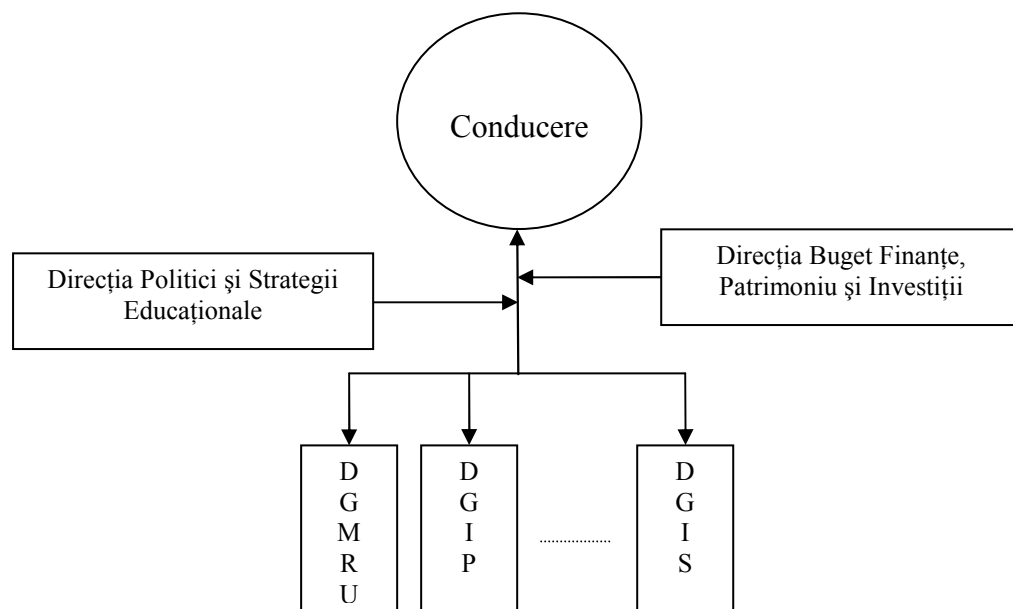 Conducere
Direcția Politici şi Strategii
Educaționale
Direcția Buget Finanțe,
Patrimoniu şi Investiții
D
G
M
R
U
D
G
I
P
...................
D
G
I
S